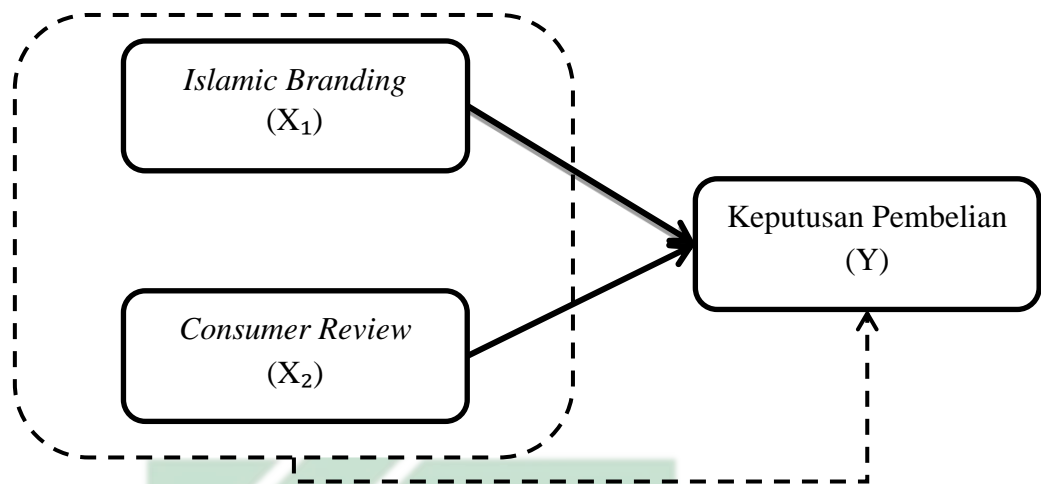 Islamic Branding
(X₁)
Keputusan Pembelian
(Y)
Consumer Review
(X₂)